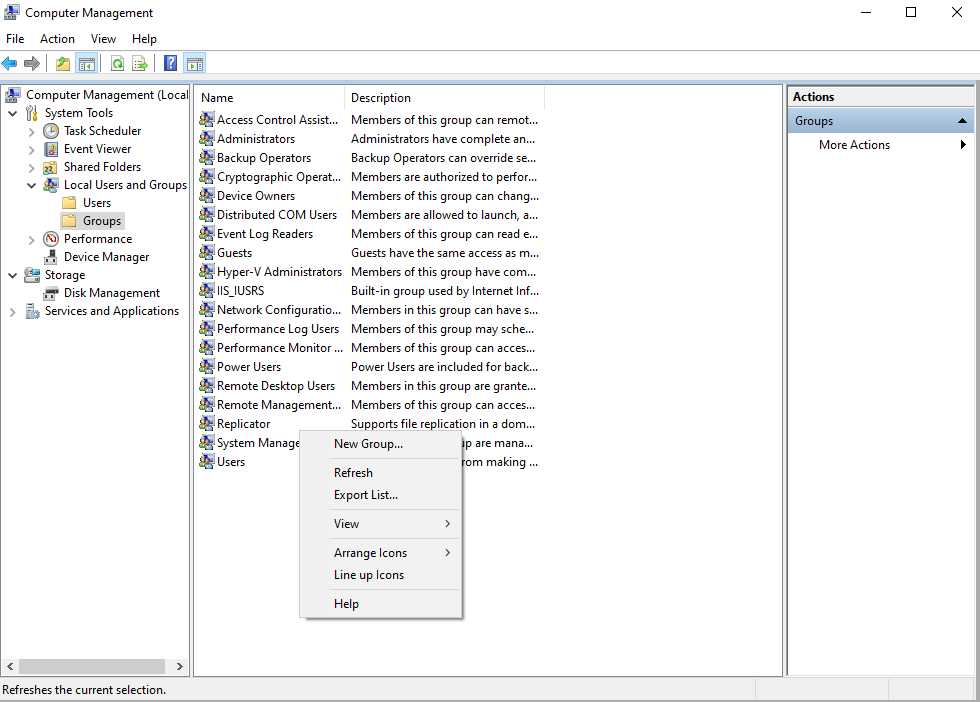 Computer Management
File Action View Help
Computer Management (Local
System Tools
Task Scheduler
Event Viewer
Shared Folders
Local Users and Groups
Users
Groups
Performance
Device Manager
Storage
Disk Management
Services and Applications
Name Description
Access Control Assist... Members of this group can remot...
Administrators Administrators have complete an...
Backup Operators Backup Operators can override se...
Cryptographic Operat... Members are authorized to perfor...
Device Owners Members of this group can chang...
Distributed COM Users Members are allowed to launch, a...
Event Log Readers Members of this group can read e...
Guests Guests have the same access as m...
Hyper-V Administrators Members of this group have com...
IIS_IUSRS Built-in group used by Internet Inf...
Network Configuratio... Members in this group can have s...
Performance Log Users Members of this group may sche...
Performance Monitor ... Members of this group can acces...
Power Users Power Users are included for back...
Remote Desktop Users Members in this group are grante...
Remote Management... Members of this group can acces...
Replicator Supports file replication in a dom...
System Manage up are mana...
Users rom making ...
New Group...
Refresh
Export List...
View
Arrange Icons
Line up Icons
Help
Actions
Groups
More Actions
Refreshes the current selection.